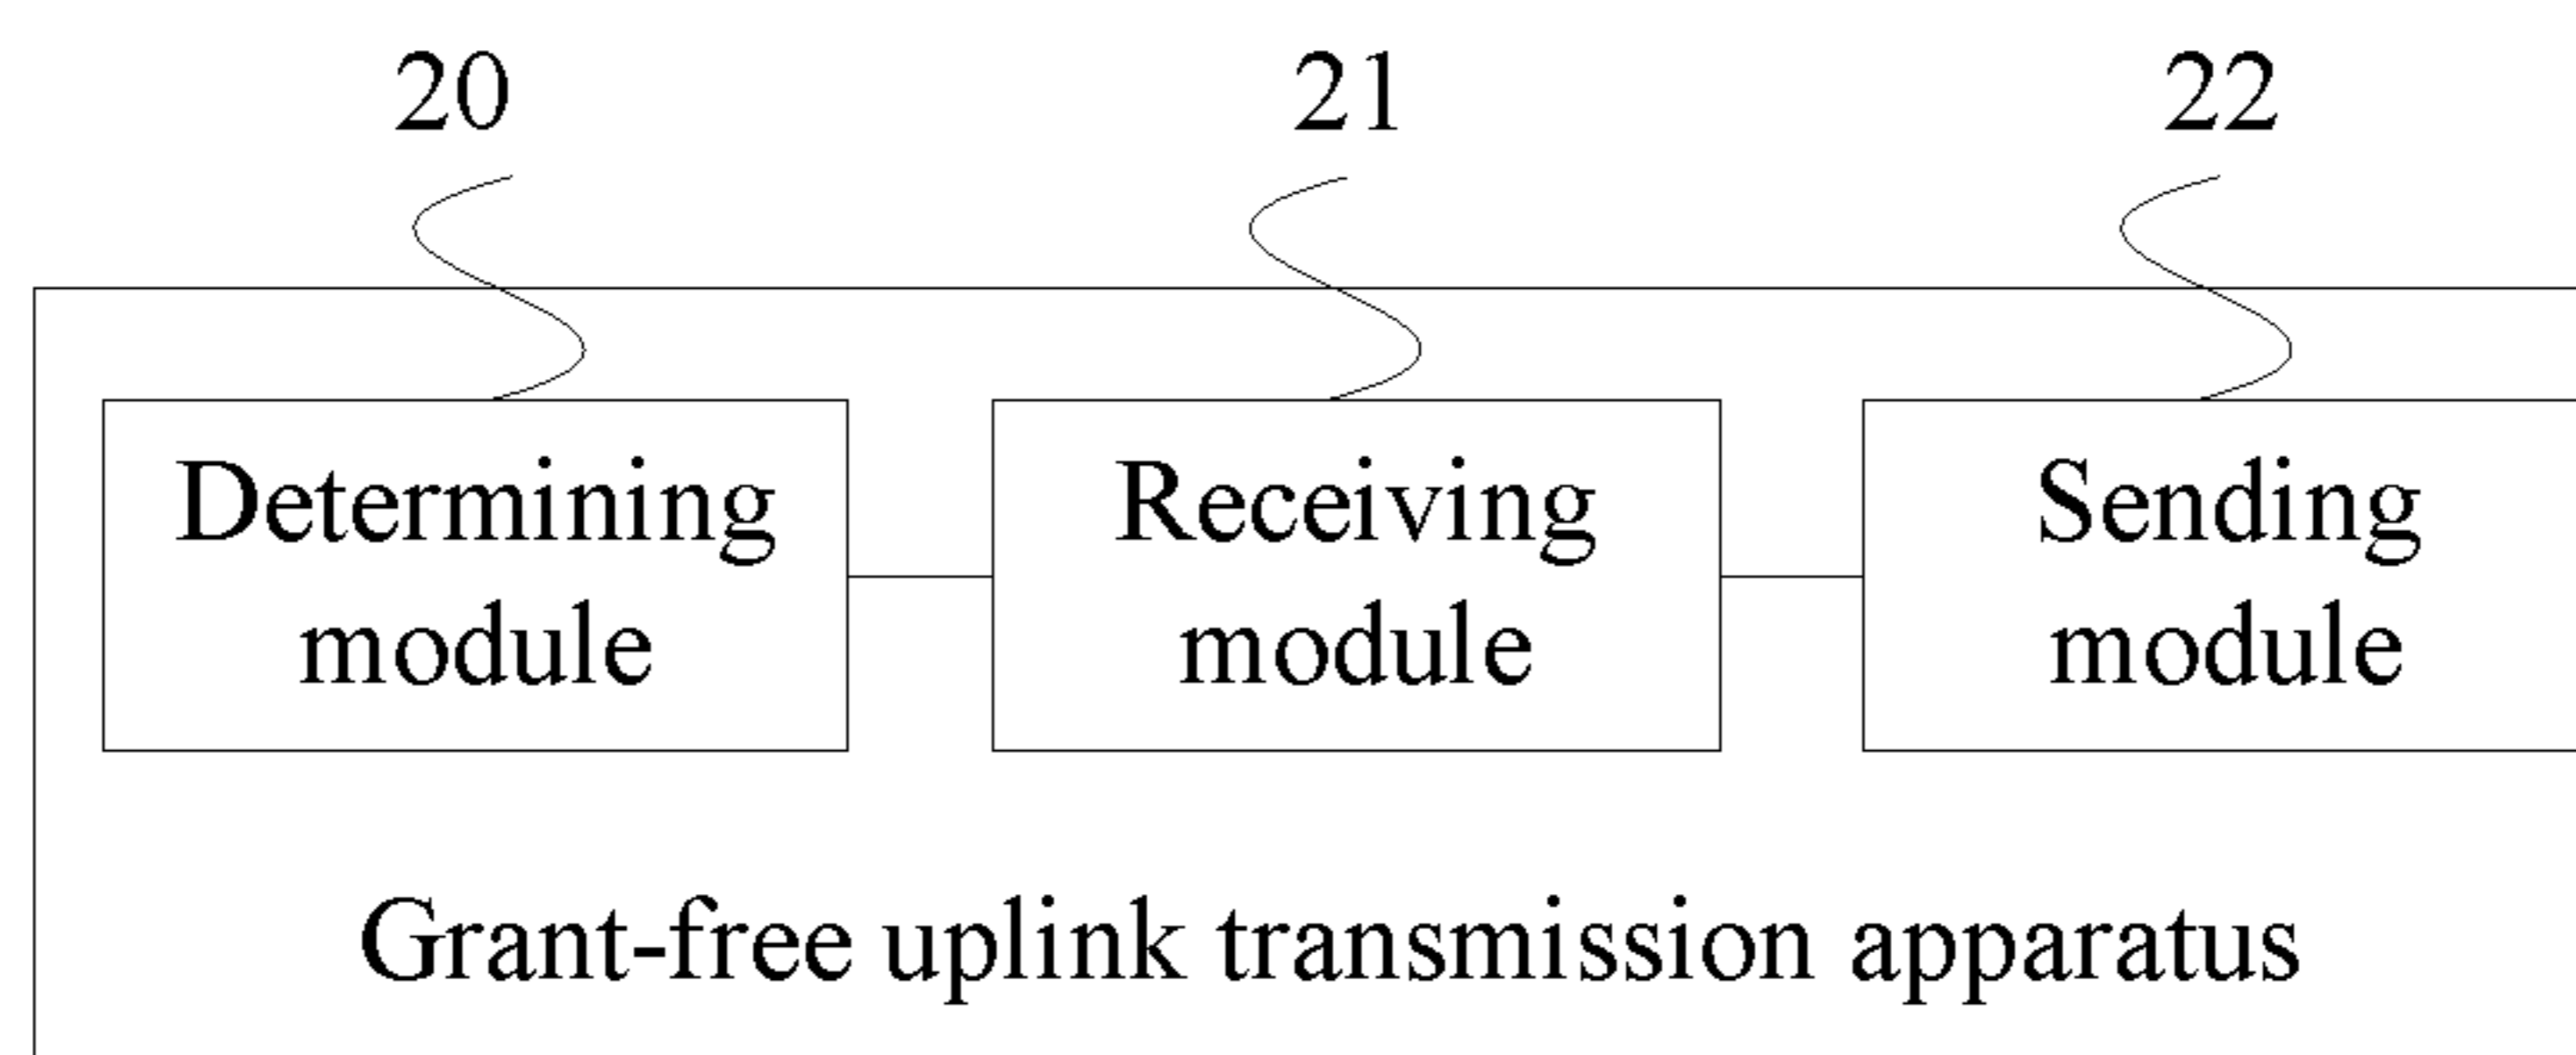 20
21
22
Determining
module
Receiving
module
Sending
module
Grant-free uplink transmission apparatus